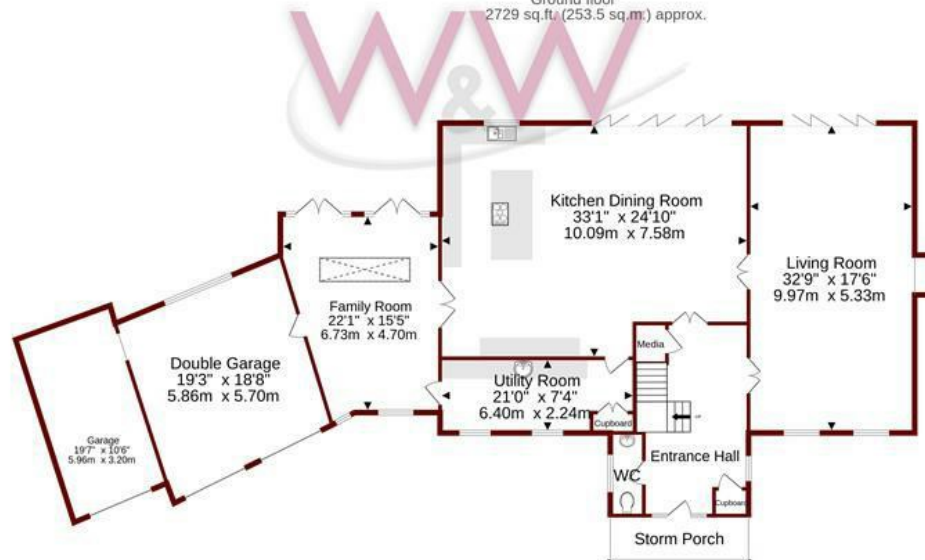 Ground floor
2729 sq.ft. (253.5 sq.m.) approx.
W&W
Kitchen Dining Room
33'1" x 24'10"
10.09m x 7.58m
Living Room
32'9" x 17'6"
9.97m x 5.33m
Family Room
22'1" x 15'5"
6.73m x 4.70m
Media
Double Garage
19'3" x 18'8"
5.86m x 5.70m
Utility Room
21'0" x 7'4"
6.40m x 2.24m
Cupboard
UP
Garage
19'7" x 10'6"
5.96m x 3.20m
Entrance Hall
WC
Cupboard
Storm Porch